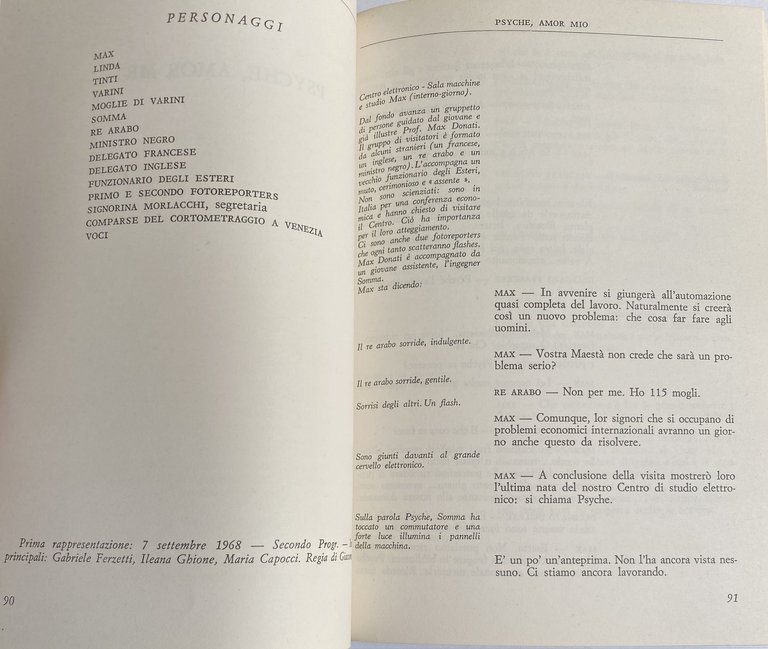 PERSONAGGI
MAX
LINDA
TINTI
VARINI
MOGLIE DI VARINI
SOMMA
RE ARABO
MINISTRO NEGRO
DELEGATO FRANCESE
DELEGATO INGLESE
FUNZIONARIO DEGLI ESTERI
PRIMO E SECONDO FOTOREPORTERS
SIGNORINA MORLACCHI, segretaria
COMPARSE DEL CORTOMETRAGGIO A VENEZIA
VOCI
Prima rappresentazione: 7 settembre 1968 — Secondo Progr. –
principali: Gabriele Ferzetti, Ileana Ghione, Maria Capocci. Regia di
90
PSYCHE, AMOR MIO
Centro elettronico - Sala macchine
e studio Max (interno-giorno).
Dal fondo avanza un gruppetto
di persone guidato dal giovane e
già illustre Prof. Max Donati.
Il gruppo di visitatori è formato
da alcuni stranieri (un francese,
un inglese, un re arabo e un
ministro negro). L'accompagna un
vecchio funzionario degli Esteri,
muto, cerimonioso e « assente ».
Non sono scienziati: sono in
Italia per una conferenza econo-
mica e hanno chiesto di visitare
il Centro. Ciò ha importanza
per il loro atteggiamento.
Ci sono anche due fotoreporters
che ogni tanto scatteranno flashes.
Max Donati è accompagnato da
un giovane assistente, l'ingegner
Somma.
Max sta dicendo:
MAX — In avvenire si giungerà all'automazione
quasi completa del lavoro. Naturalmente si creerà
così un nuovo problema: che cosa far fare agli
uomini.
Il re arabo sorride, indulgente.
MAX — Vostra Maestà non crede che sarà un pro-
blema serio?
Il re arabo sorride, gentile.
RE ARABO — Non per me. Ho 115 mogli.
Sorrisi degli altri. Un flash.
MAX — Comunque, lor signori che si occupano di
problemi economici internazionali avranno un gior-
no anche questo da risolvere.
Sono giunti davanti al grande
cervello elettronico.
MAX — A conclusione della visita mostrerò loro
l'ultima nata del nostro Centro di studio elettro-
nico: si chiama Psyche.
Sulla parola Psyche, Somma ha
toccato un commutatore e una
forte luce illumina i pannelli
della macchina.
E' un po' un'anteprima. Non l'ha ancora vista nes-
suno. Ci stiamo ancora lavorando.
91